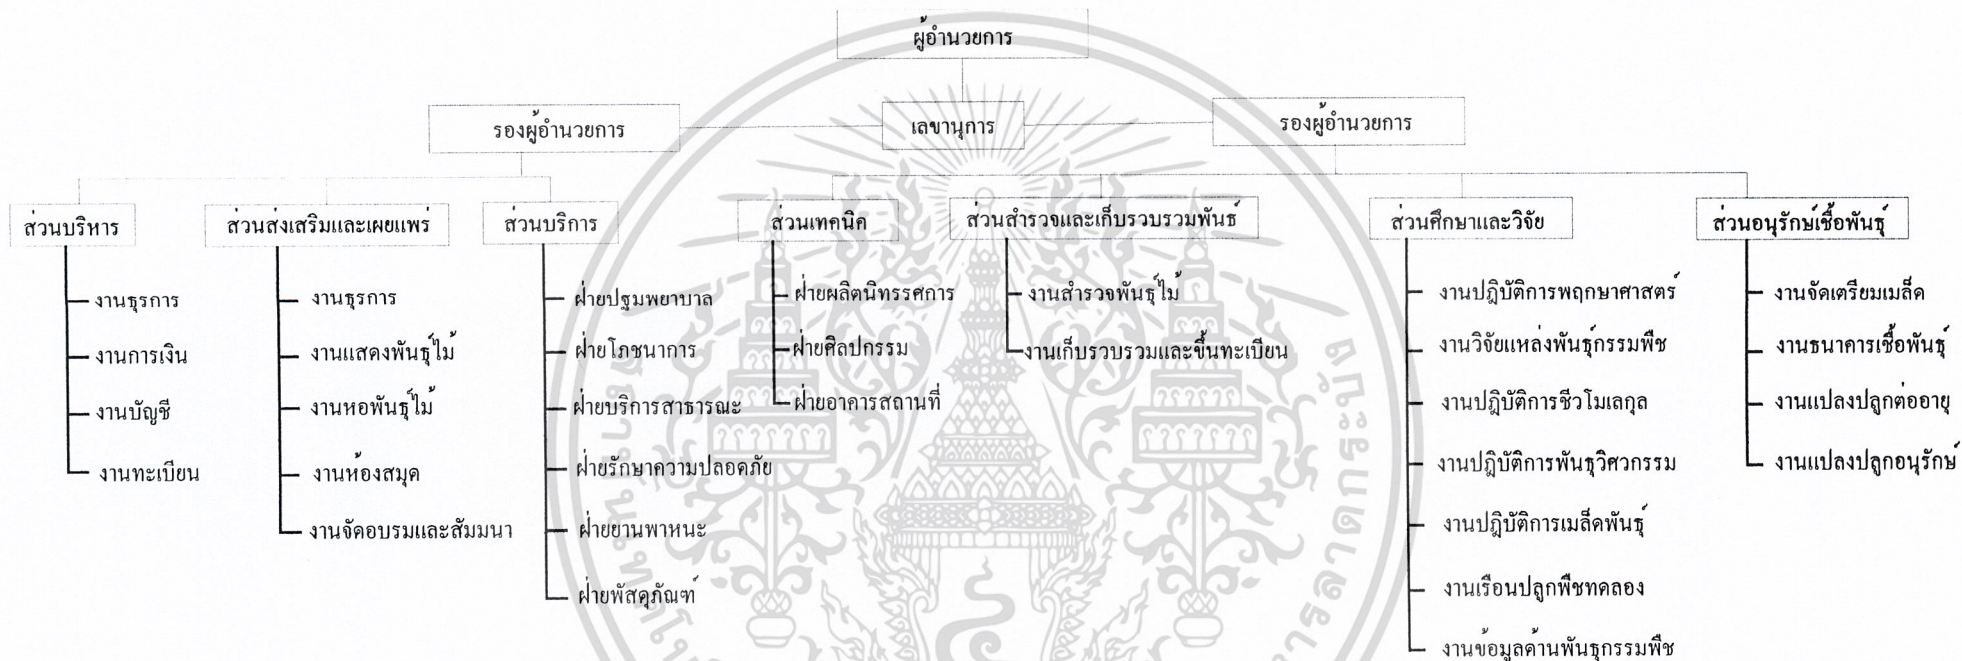 ผู้อำนวยการ
รองผู้อำนวยการ
เลขานุการ
รองผู้อำนวยการ
ส่วนบริหาร
งานธุรการ
งานการเงิน
งานบัญชี
งานทะเบียน
ส่วนส่งเสริมและเผยแพร่
งานธุรการ
งานแสดงพันธุ์ไม้
งานหอพันธุ์ไม้
งานห้องสมุด
งานจัดอบรมและสัมมนา
ส่วนบริการ
ฝ่ายปฐมพยาบาล
ฝ่ายโภชนาการ
ฝ่ายบริการสาธารณะ
ฝ่ายรักษาความปลอดภัย
ฝ่ายยานพาหนะ
ฝ่ายพัสดุภัณฑ์
ส่วนเทคนิค
ฝ่ายผลิตนิทรรศการ
ฝ่ายศิลปกรรม
ฝ่ายอาคารสถานที่
ส่วนสำรวจและเก็บรวบรวมพันธ์
งานสำรวจพันธุ์ไม้
งานเก็บรวบรวมและขึ้นทะเบียน
ส่วนศึกษาและวิจัย
งานปฎิบัติการพฤกษาศาสตร์
งานวิจัยแหล่งพันธุ์กรรมพืช
งานปฎิบัติการชีวโมเลกุล
งานปฎิบัติการพันธุวิศวกรรม
งานปฎิบัติการเมล็ดพันธุ์
งานเรือนปลูกพืชทดลอง
งานข้อมูลด้านพันธุกรรมพืช
ส่วนอนุรักษ์เชื้อพันธุ์
งานจัดเตรียมเมล็ด
งานธนาคารเชื้อพันธุ์
งานแปลงปลูกต่ออายุ
งานแปลงปลูกอนุรักษ์